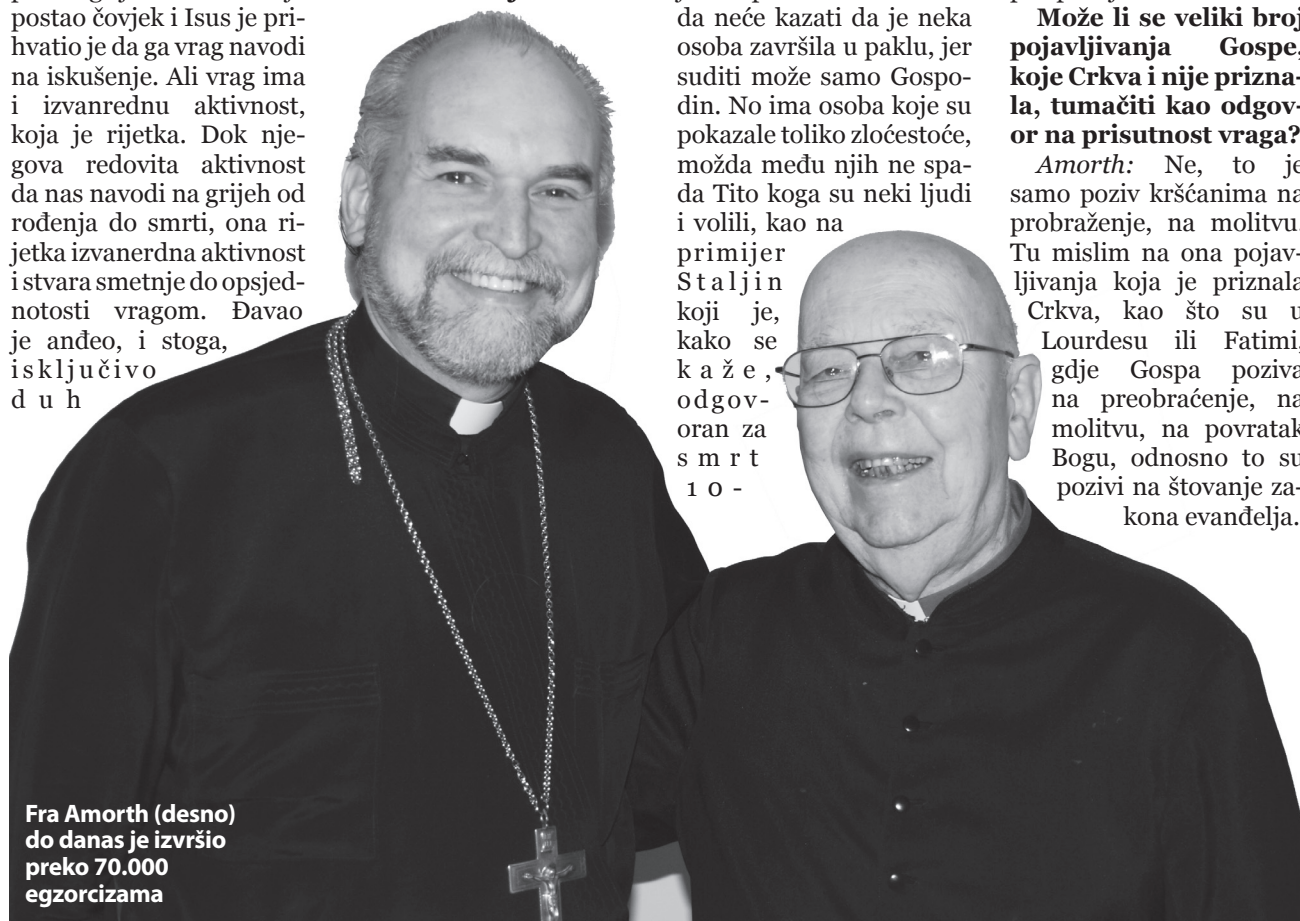 postao čovjek i Isus je pri-
hvatio je da ga vrag navodi
na iskušenje. Ali vrag ima
i izvanrednu aktivnost,
koja je rijetka. Dok nje-
gova redovita aktivnost
da nas navodi na grijeh od
rođenja do smrti, ona ri-
jetka izvanerdna aktivnost
i stvara smetnje do opsjed-
notosti vragom. Đavao
je anđeo, i stoga,
isključivo
duh
da neće kazati da je neka
osoba završila u paklu, jer
suditi može samo Gospo-
din. No ima osoba koje su
pokazale toliko zloćestoće,
možda među njih ne spa-
da Tito koga su neki ljudi
i volili, kao na
primijer
Staljin
koji je,
kako se
kaže,
odgov-
oran za
smrt
10-
Može li se veliki broj
pojavljivanja Gospe,
koje Crkva i nije prizna-
la, tumačiti kao odgov-
or na prisutnost vraga?
Amorth: Ne, to je
samo poziv kršćanima na
probraženje, na molitvu.
Tu mislim na ona pojav-
ljivanja koja je priznala
Crkva, kao što su u
Lourdesu ili Fatimi,
gdje Gospa poziva
na preobraćenje, na
molitvu, na povratak
Bogu, odnosno to su
pozivi na štovanje za-
kona evanđelja.
Fra Amorth (desno)
do danas je izvršio
preko 70.000
egzorcizama